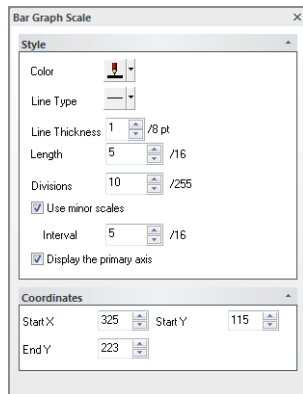 Bar Graph Scale
Style
Color
Line Type
Line Thickness 1 /8 pt
Length 5 /16
Divisions 10 /255
Use minor scales
Interval 5 /16
Display the primary axis
Coordinates
Start X 325 Start Y 115
End Y 223